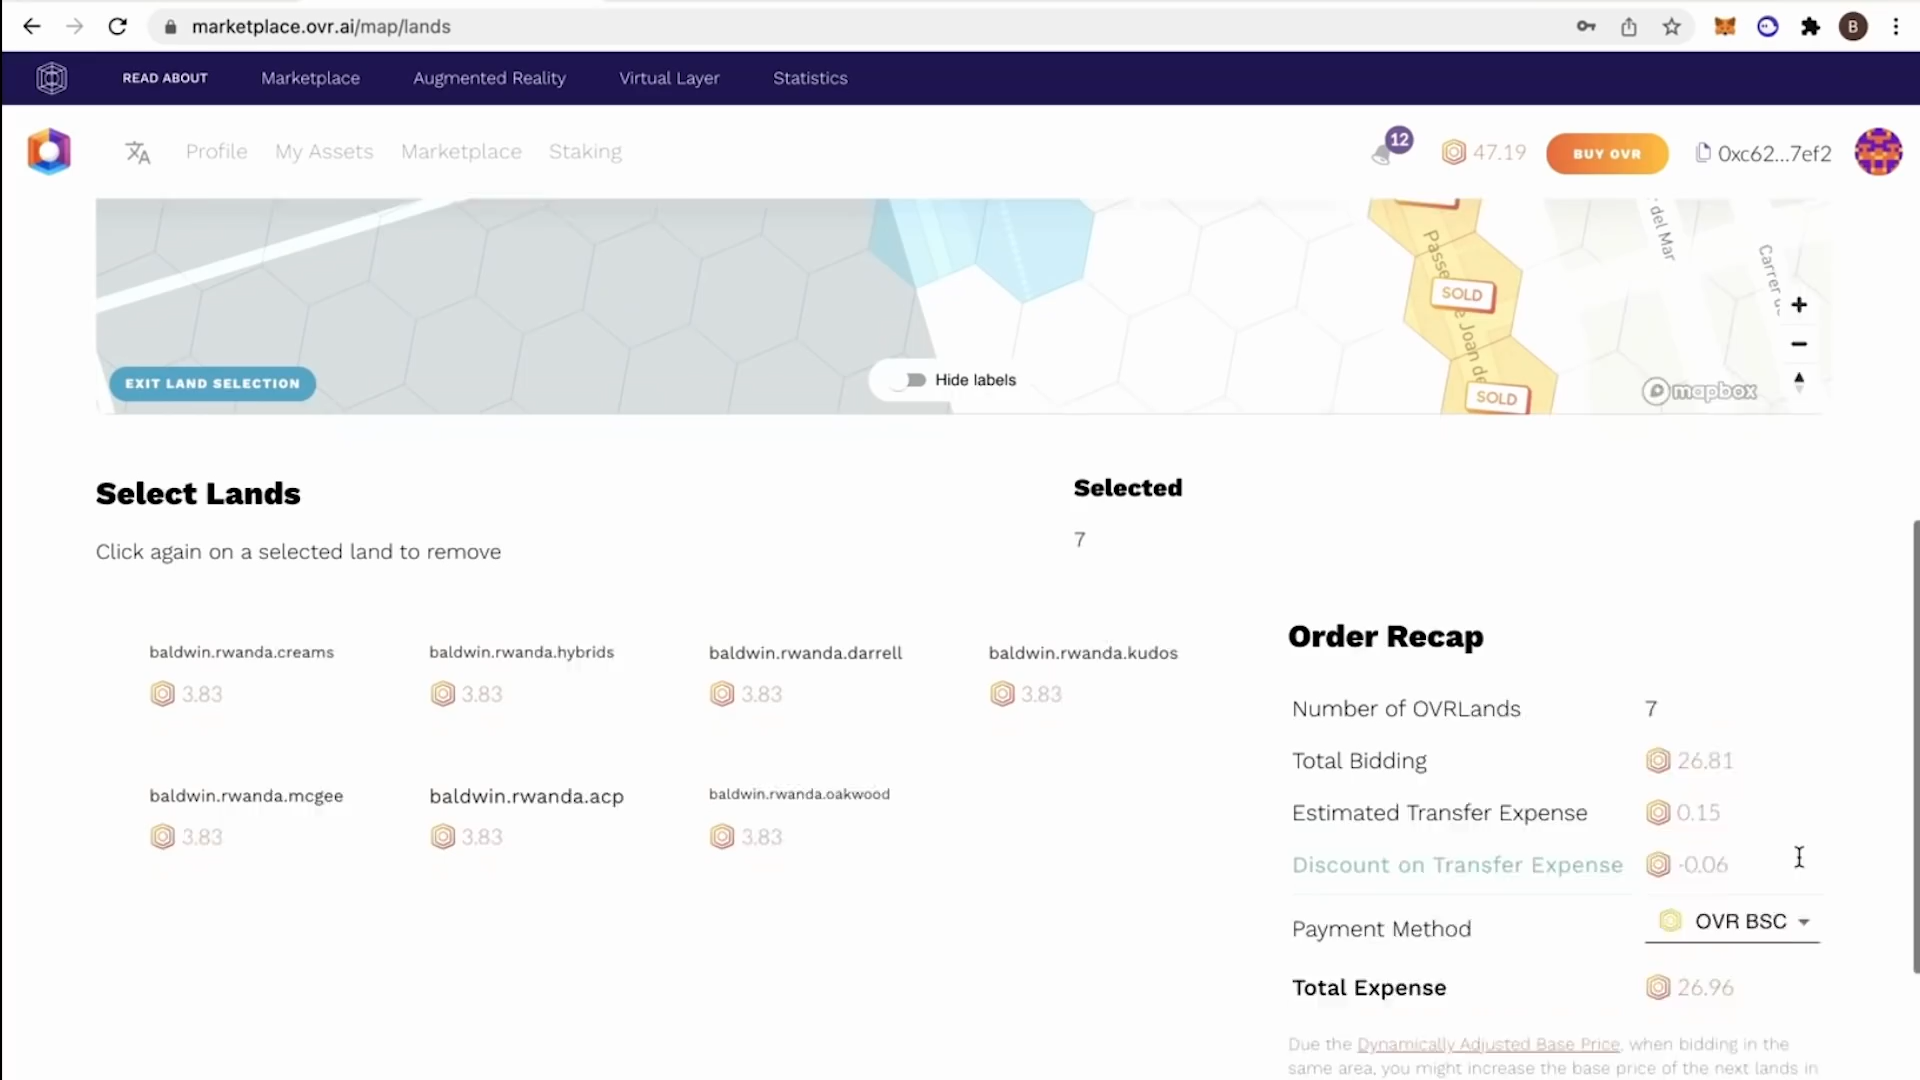 marketplace.ovr.ai/map/lands
B
READ ABOUT Marketplace Augmented Reality Virtual Layer Statistics
Profile My Assets Marketplace Staking
12
47.19
BUY OVR
0xc62...7ef2
del Mar
SOLD
SOLD
EXIT LAND SELECTION
Hide labels
mapbox
Select Lands
Click again on a selected land to remove
Selected
7
baldwin.rwanda.creams
3.83
baldwin.rwanda.hybrids
3.83
baldwin.rwanda.darrell
3.83
baldwin.rwanda.kudos
3.83
baldwin.rwanda.mcgee
3.83
baldwin.rwanda.acp
3.83
baldwin.rwanda.oakwood
3.83
Order Recap
Number of OVRLands 7
Total Bidding 26.81
Estimated Transfer Expense 0.15
Discount on Transfer Expense -0.06
Payment Method OVR BSC
Total Expense 26.96
Due the Dynamically Adjusted Base Price, when bidding in the
same area, you might increase the base price of the next lands in